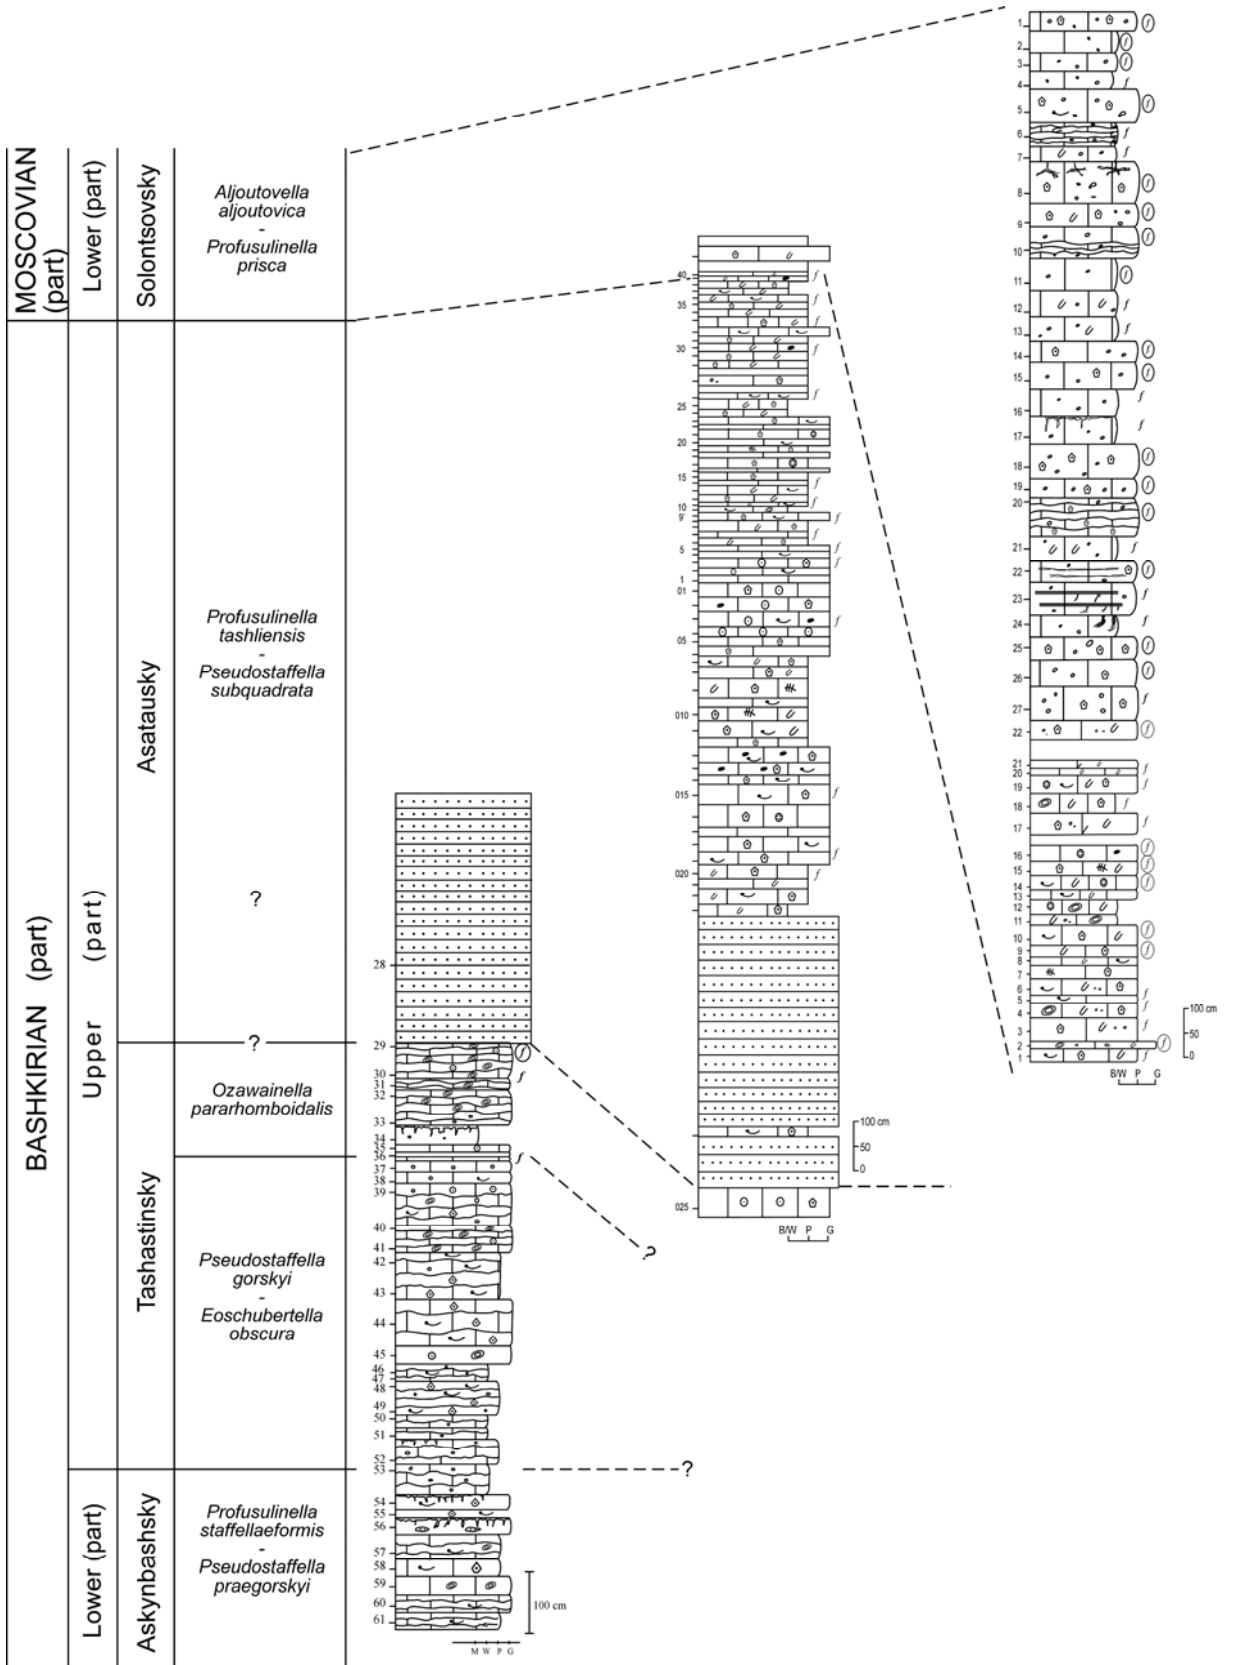 MOSCOVIAN
(part)
Lower (part)
Solontsovsky
Aljoutovella
aljoutovica
-
Profusulinella
prisca
BASHKIRIAN (part)
Upper (part)
Asatausky
Profusulinella
tashliensis
-
Pseudostaffella
subquadrata
?
?
Tashastinsky
Ozawainella
pararhomboidalis
Pseudostaffella
gorskyi
-
Eoschubertella
obscura
Lower (part)
Askynbashsky
Profusulinella
staffellaeformis
-
Pseudostaffella
praegorskyi
28
29
f
30
f
31
32
33
34
35
36
f
37
38
39
40
41
42
43
44
45
46
47
48
49
50
51
52
53
54
55
56
57
58
59
60
61
100 cm
M W P G
?
?
40
f
35
f
f
30
f
f
25
20
15
f
f
10
9'
f
f
5
f
f
1
01
f
05
010
015
f
f
020
f
100 cm
50
0
025
B/W P G
1
f
2
f
3
f
4
f
5
f
6
f
7
f
8
f
9
f
10
f
11
f
12
f
13
f
14
f
15
f
16
f
17
f
18
f
19
f
20
f
21
f
22
f
23
f
24
f
25
f
26
f
27
f
22
f
21
20
f
19
f
18
f
17
f
16
f
15
f
14
f
13
12
11
10
f
9
f
8
7
6
f
5
4
f
3
f
2
f
1
f
100 cm
50
0
B/W P G